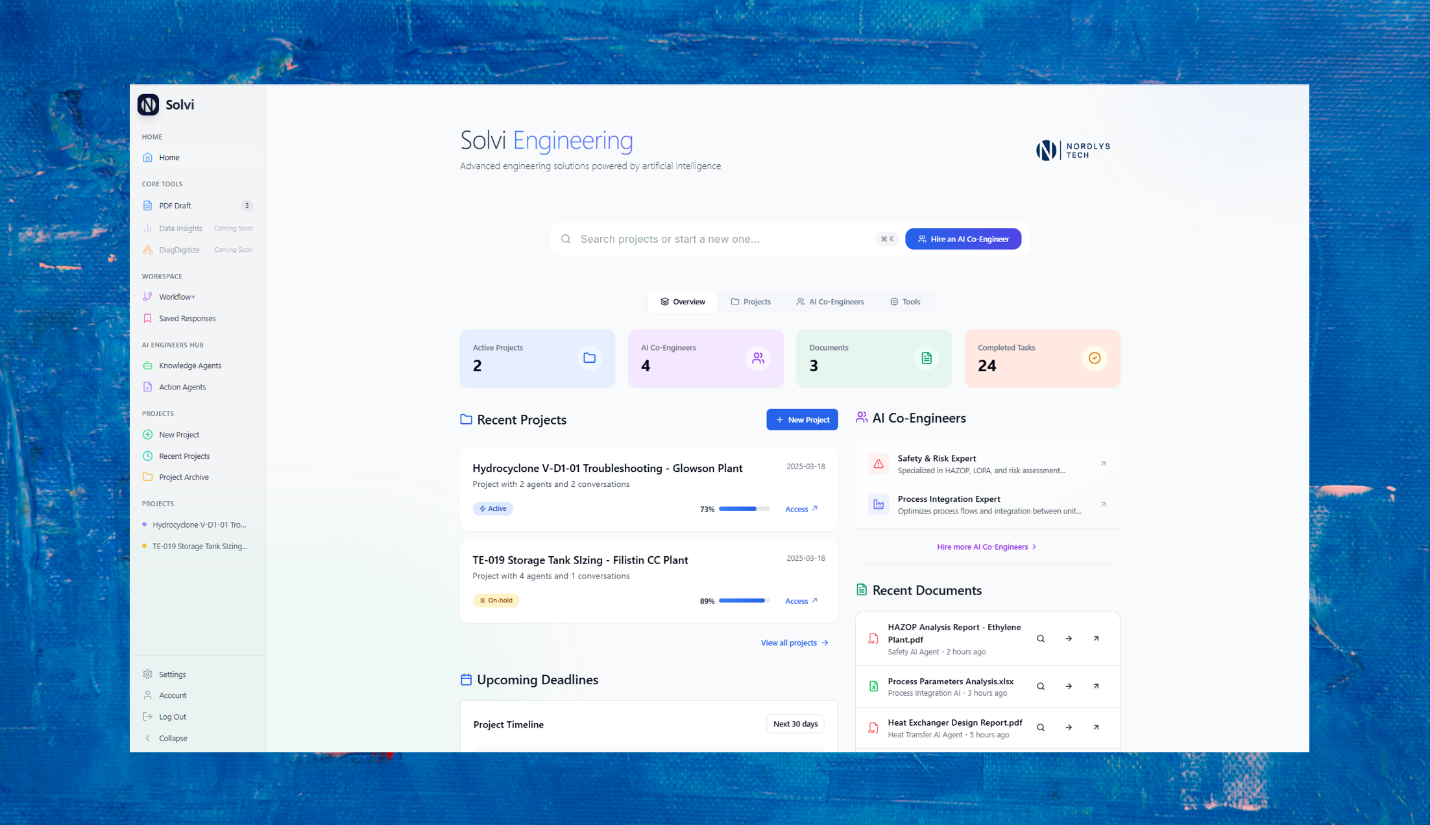 Solvi
HOME
Home
CORE TOOLS
PDF Draft 3
Data Insights Coming Soon
DiagDigitize Coming Soon
WORKSPACE
Workflow+
Saved Responses
AI ENGINEERS HUB
Knowledge Agents
Action Agents
PROJECTS
New Project
Recent Projects
Project Archive
PROJECTS
Hydrocyclone V-D1-01 Tro...
TE-019 Storage Tank SIzing...
Settings
Account
Log Out
Collapse
Solvi Engineering
Advanced engineering solutions powered by artificial intelligence
NORDLYS
TECH
Search projects or start a new one...
⌘ K
Hire an AI Co-Engineer
Overview
Projects
AI Co-Engineers
Tools
Active Projects
2
AI Co-Engineers
4
Documents
3
Completed Tasks
24
Recent Projects
+ New Project
Hydrocyclone V-D1-01 Troubleshooting - Glowson Plant
2025-03-18
Project with 2 agents and 2 conversations
Active
73%
Access
TE-019 Storage Tank SIzing - Filistin CC Plant
2025-03-18
Project with 4 agents and 1 conversations
On-hold
89%
Access
View all projects
Upcoming Deadlines
Project Timeline
Next 30 days
AI Co-Engineers
Safety & Risk Expert
Specialized in HAZOP, LOPA, and risk assessment...
Process Integration Expert
Optimizes process flows and integration between unit...
Hire more AI Co-Engineers
Recent Documents
HAZOP Analysis Report - Ethylene
Plant.pdf
Safety AI Agent - 2 hours ago
Process Parameters Analysis.xlsx
Process Integration AI - 3 hours ago
Heat Exchanger Design Report.pdf
Heat Transfer AI Agent - 5 hours ago